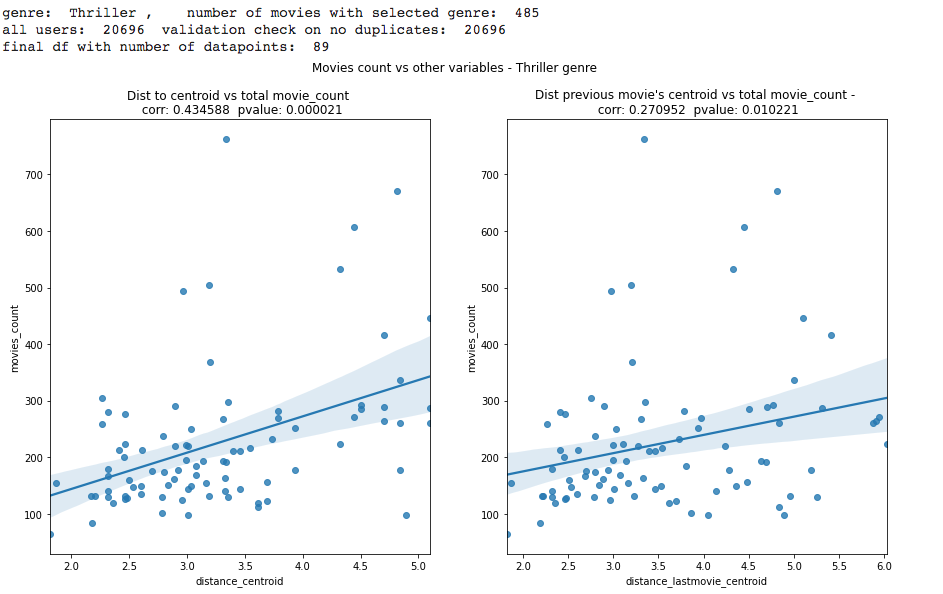 genre:  Thriller ,    number of movies with selected genre:  485
all users:  20696  validation check on no duplicates:  20696
final df with number of datapoints:  89
Movies count vs other variables - Thriller genre
Dist to centroid vs total movie_count
corr: 0.434588  pvalue: 0.000021
700
600
500
400
300
200
100
movies_count
2.0 2.5 3.0 3.5 4.0 4.5 5.0
distance_centroid
Dist previous movie's centroid vs total movie_count -
corr: 0.270952  pvalue: 0.010221
700
600
500
400
300
200
100
movies_count
2.0 2.5 3.0 3.5 4.0 4.5 5.0 5.5 6.0
distance_lastmovie_centroid